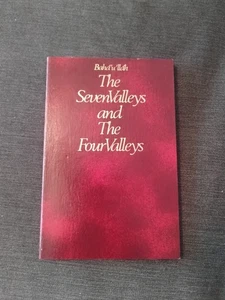 Bahá'u'lláh
The
Seven Valleys
and
The
Four Valleys